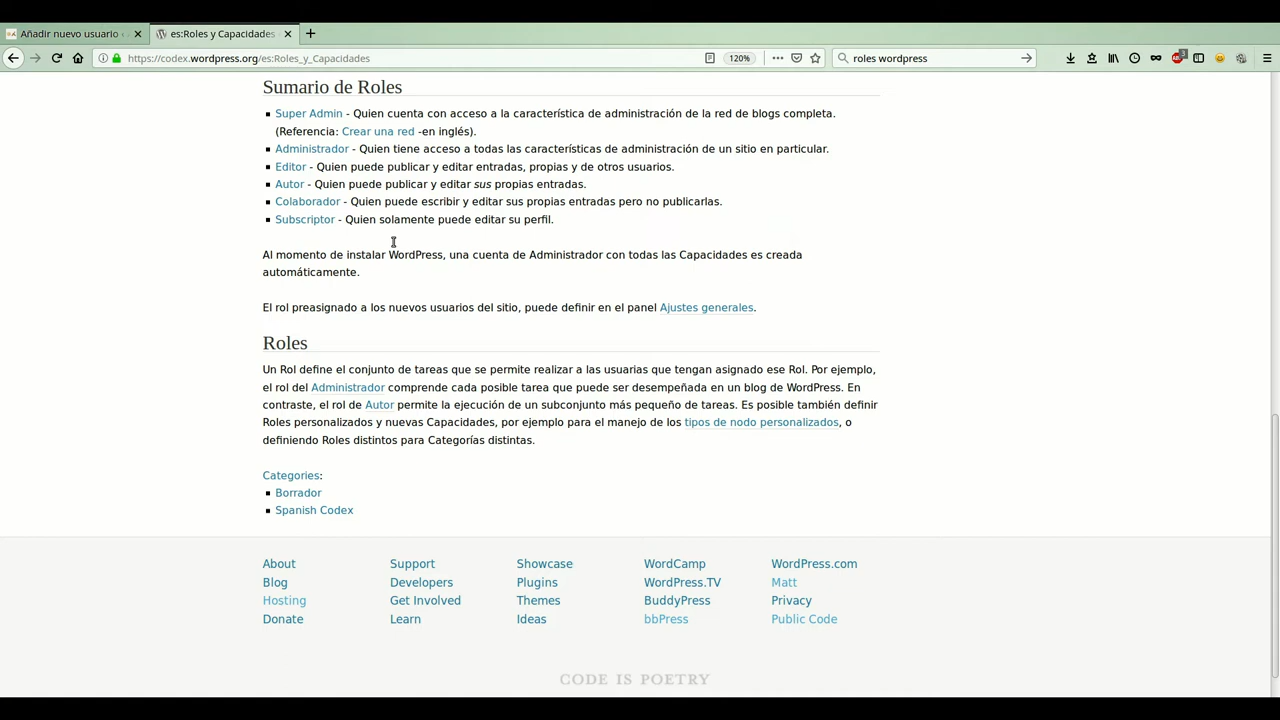 Añadir nuevo usuario
es:Roles y Capacidades
https://codex.wordpress.org/es:Roles_y_Capacidades
120%
roles wordpress
3
Sumario de Roles
Super Admin - Quien cuenta con acceso a la característica de administración de la red de blogs completa.
(Referencia: Crear una red -en inglés).
Administrador - Quien tiene acceso a todas las características de administración de un sitio en particular.
Editor - Quien puede publicar y editar entradas, propias y de otros usuarios.
Autor - Quien puede publicar y editar sus propias entradas.
Colaborador - Quien puede escribir y editar sus propias entradas pero no publicarlas.
Subscriptor - Quien solamente puede editar su perfil.
Al momento de instalar WordPress, una cuenta de Administrador con todas las Capacidades es creada
automáticamente.
El rol preasignado a los nuevos usuarios del sitio, puede definir en el panel Ajustes generales.
Roles
Un Rol define el conjunto de tareas que se permite realizar a las usuarias que tengan asignado ese Rol. Por ejemplo,
el rol del Administrador comprende cada posible tarea que puede ser desempeñada en un blog de WordPress. En
contraste, el rol de Autor permite la ejecución de un subconjunto más pequeño de tareas. Es posible también definir
Roles personalizados y nuevas Capacidades, por ejemplo para el manejo de los tipos de nodo personalizados, o
definiendo Roles distintos para Categorías distintas.
Categories:
Borrador
Spanish Codex
About Support Showcase WordCamp WordPress.com
Blog Developers Plugins WordPress.TV Matt
Hosting Get Involved Themes BuddyPress Privacy
Donate Learn Ideas bbPress Public Code
CODE IS POETRY